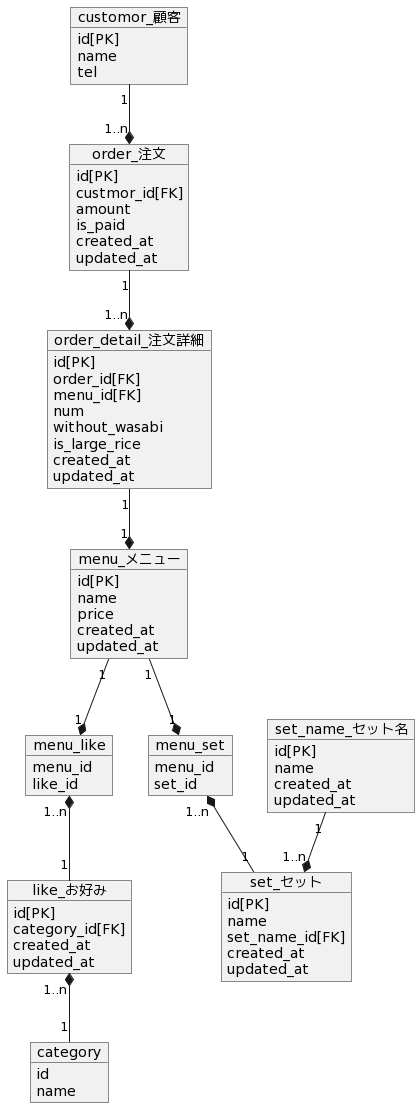 customor_顧客
id[PK]
name
tel
1
1..n
order_注文
id[PK]
custmor_id[FK]
amount
is_paid
created_at
updated_at
1
1..n
order_detail_注文詳細
id[PK]
order_id[FK]
menu_id[FK]
num
without_wasabi
is_large_rice
created_at
updated_at
1
1
menu_メニュー
id[PK]
name
price
created_at
updated_at
1
1
1
1
menu_like
menu_id
like_id
menu_set
menu_id
set_id
set_name_セット名
id[PK]
name
created_at
updated_at
1..n
1
1..n
1
1
1..n
like_お好み
id[PK]
category_id[FK]
created_at
updated_at
set_セット
id[PK]
name
set_name_id[FK]
created_at
updated_at
1..n
1
category
id
name